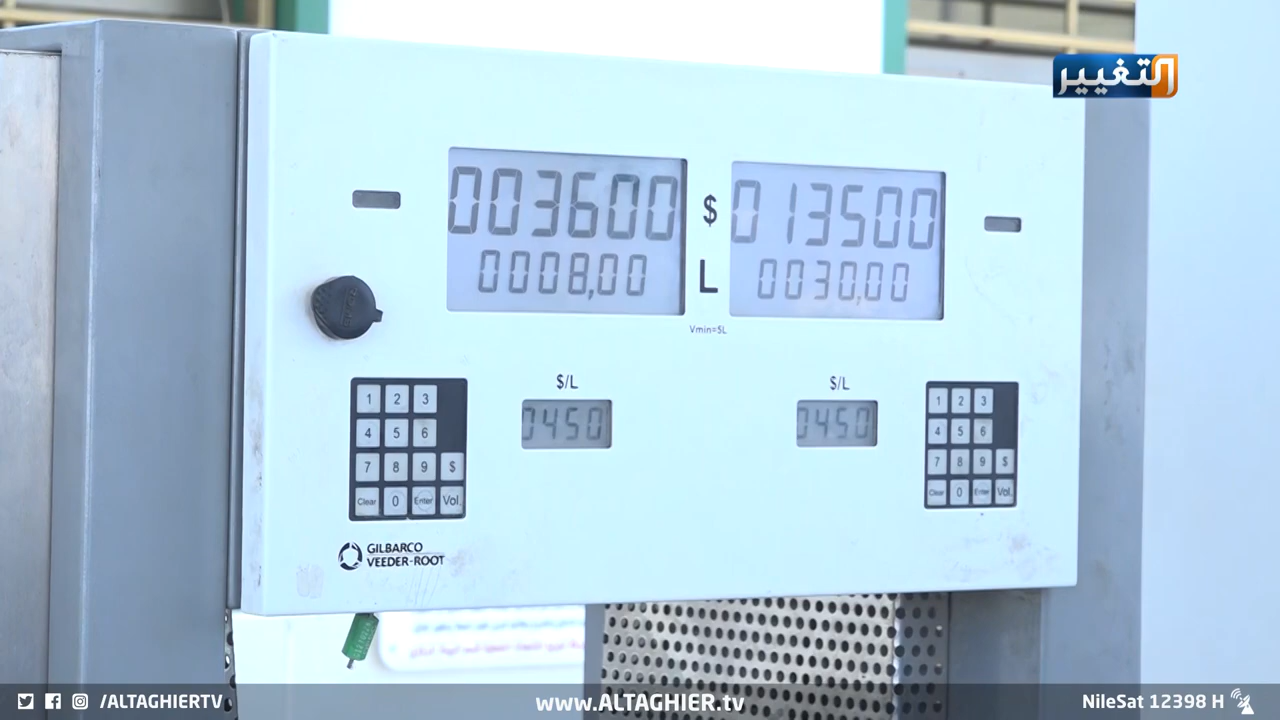 التغيير
003600 $ 013500
0008,00 L 0030,00
Vmin=5L
$/L $/L
0450 0450
1 2 3
4 5 6
7 8 9 $
Clear 0 Enter Vol.
1 2 3
4 5 6
7 8 9 $
Clear 0 Enter Vol.
GILBARCO
VEEDER-ROOT
/ALTAGHIERTV www.ALTAGHIER.tv NileSat 12398 H